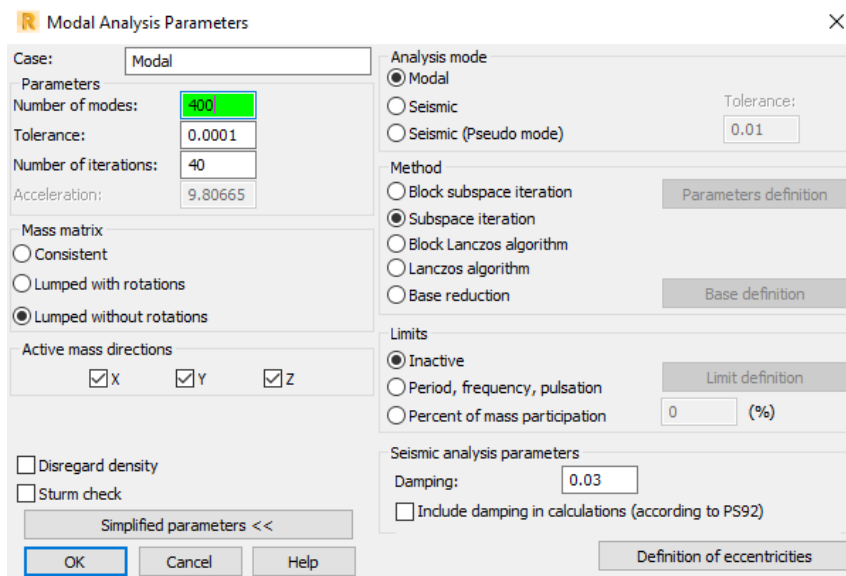 R Modal Analysis Parameters
Case: Modal
Parameters
Number of modes: 400
Tolerance: 0.0001
Number of iterations: 40
Acceleration: 9.80665
Mass matrix
Consistent
Lumped with rotations
Lumped without rotations
Active mass directions
X Y Z
Disregard density
Sturm check
Simplified parameters <<
OK Cancel Help
Analysis mode
Modal
Seismic Tolerance:
Seismic (Pseudo mode) 0.01
Method
Block subspace iteration Parameters definition
Subspace iteration
Block Lanczos algorithm
Lanczos algorithm
Base reduction Base definition
Limits
Inactive
Period, frequency, pulsation Limit definition
Percent of mass participation 0 (%)
Seismic analysis parameters
Damping: 0.03
Include damping in calculations (according to PS92)
Definition of eccentricities